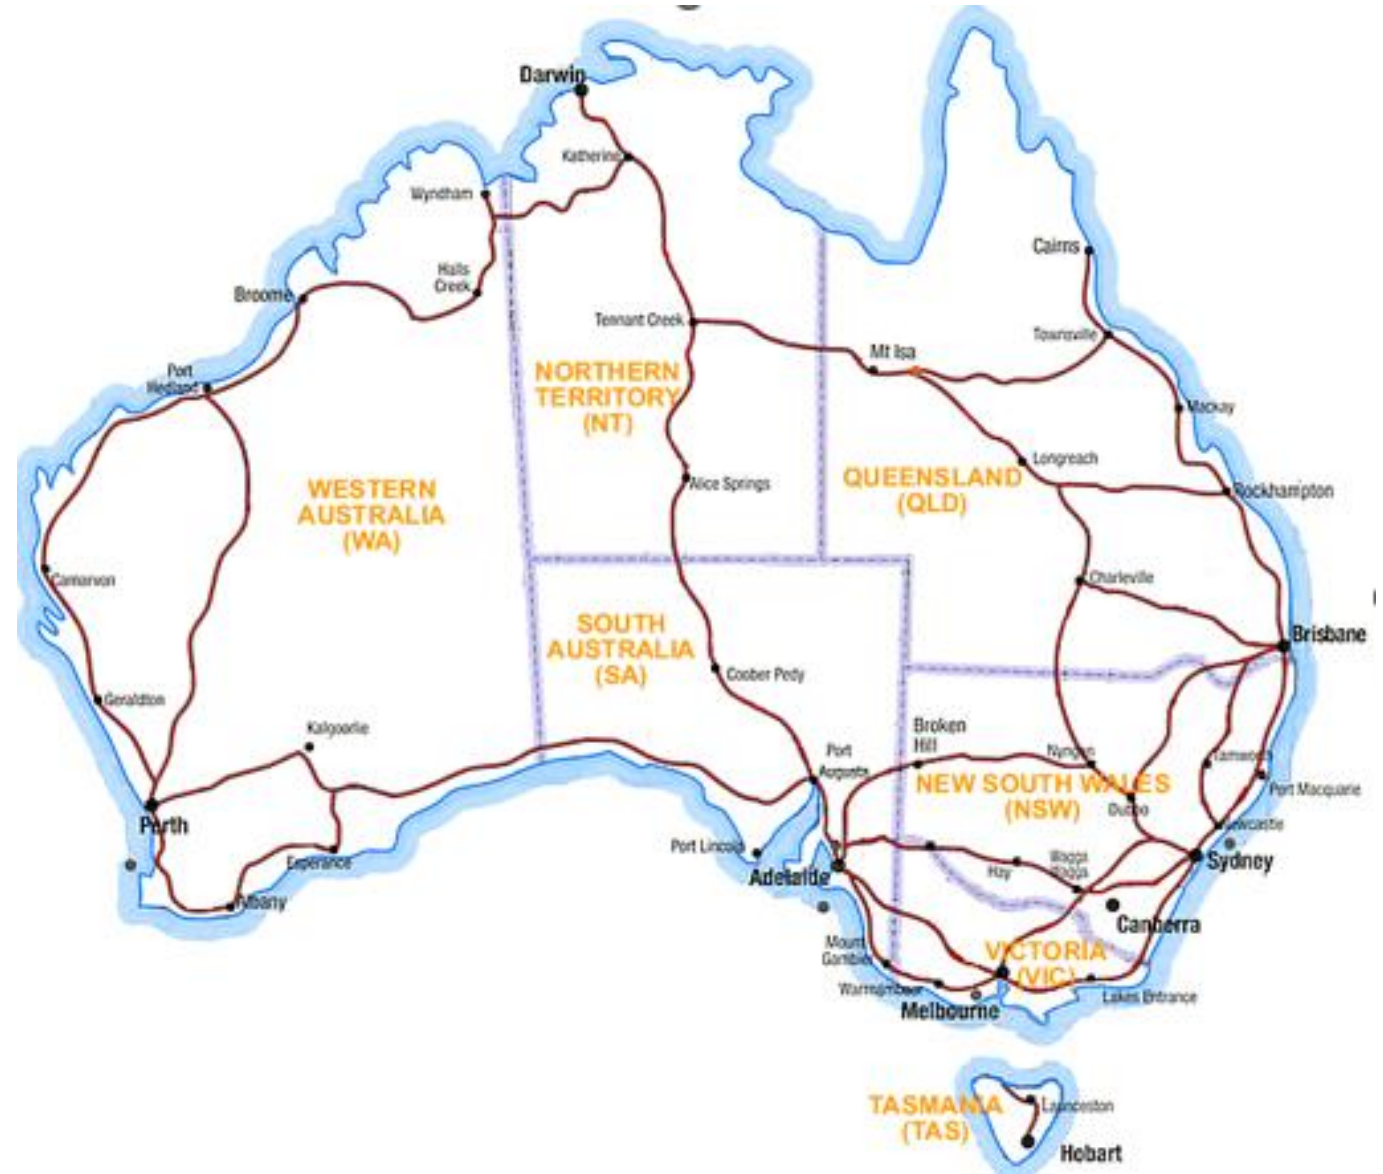 Darwin
Katherine
Wyndham
Halls
Creek
Broome
Cairns
Tennant Creek
Townsville
Mt Isa
Port
Hedland
NORTHERN
TERRITORY
(NT)
Mackay
Longreach
QUEENSLAND
(QLD)
Alice Springs
Rockhampton
WESTERN
AUSTRALIA
(WA)
Carnarvon
Charleville
SOUTH
AUSTRALIA
(SA)
Brisbane
Coober Pedy
Geraldton
Kalgoorlie
Broken
Hill
Port
Augusta
Nyngan
Tamworth
NEW SOUTH WALES
(NSW)
Port Macquarie
Dubbo
Perth
Newcastle
Port Lincoln
Esperance
Sydney
Hay
Wagga
Wagga
Adelaide
Albany
Canberra
Mount
Gambier
VICTORIA
(VIC)
Warrnambool
Lakes Entrance
Melbourne
TASMANIA
(TAS)
Launceston
Hobart